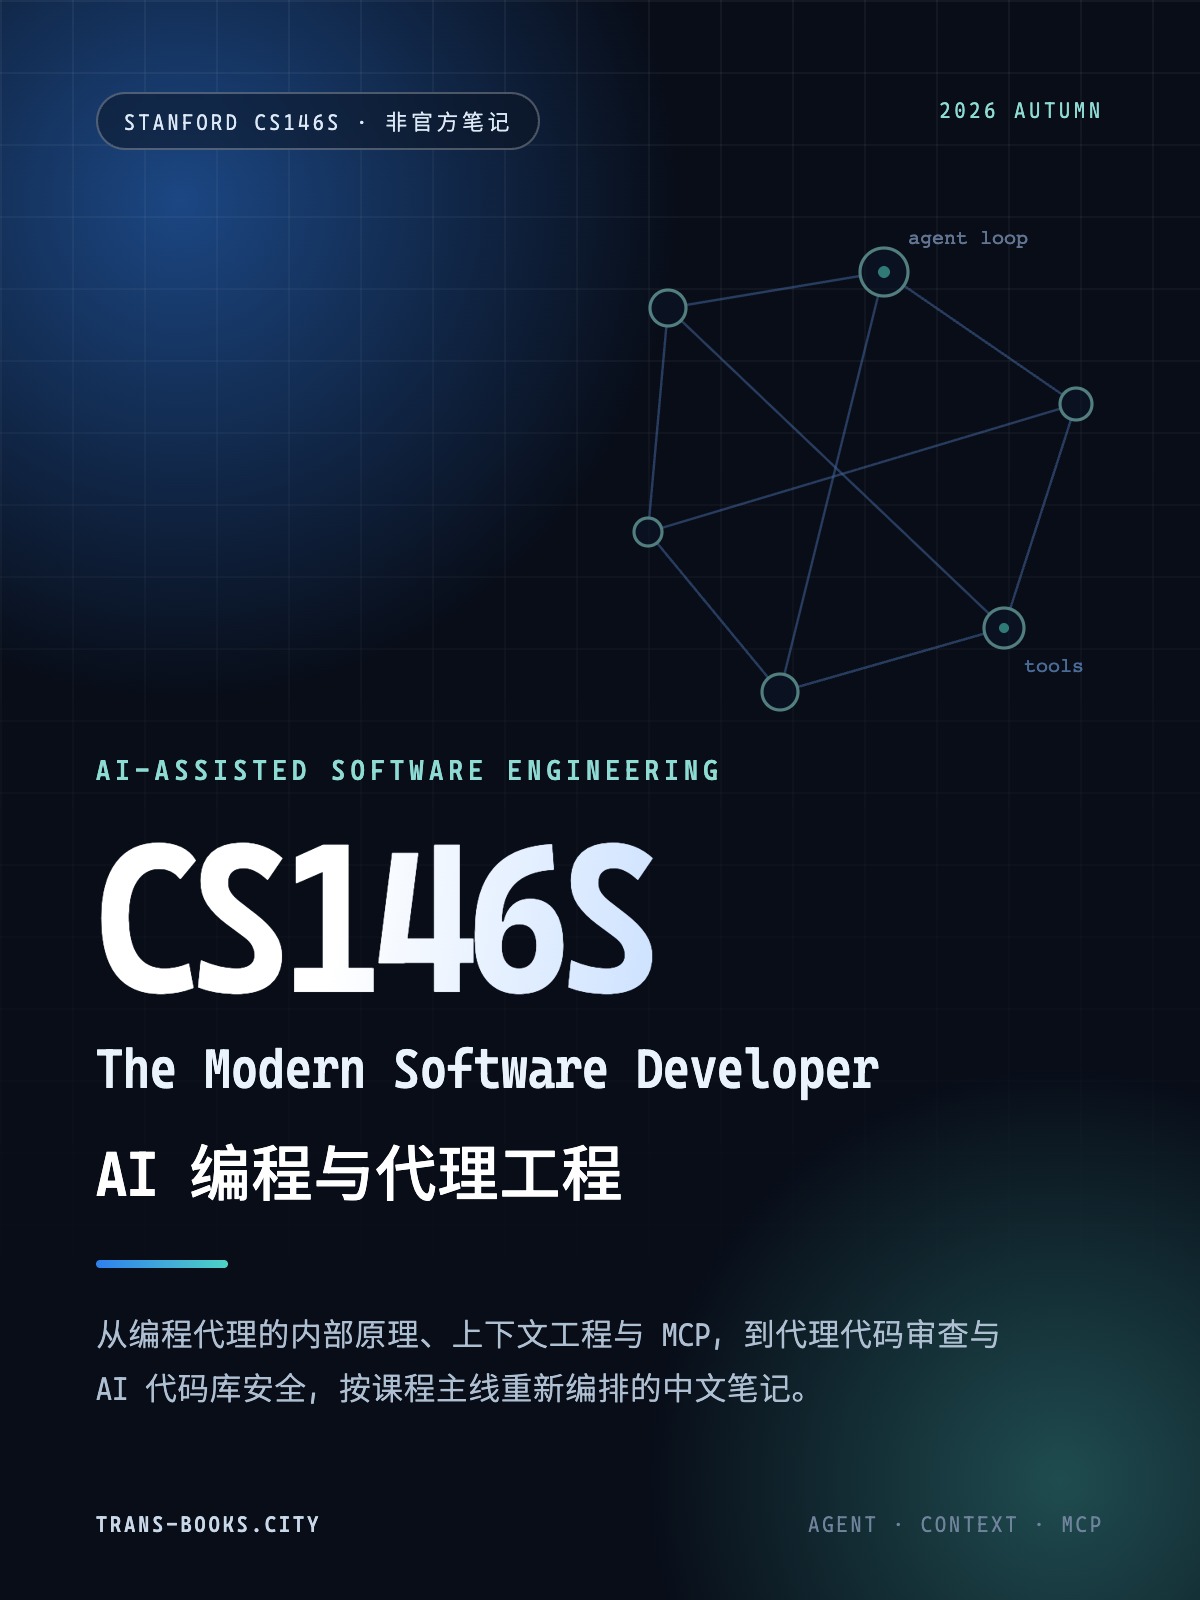 STANFORD CS146S · 非官方笔记
2026 AUTUMN
agent loop
tools
AI-ASSISTED SOFTWARE ENGINEERING
CS146S
The Modern Software Developer
AI 编程与代理工程
从编程代理的内部原理、上下文工程与 MCP，到代理代码审查与
AI 代码库安全，按课程主线重新编排的中文笔记。
TRANS-BOOKS.CITY
AGENT · CONTEXT · MCP